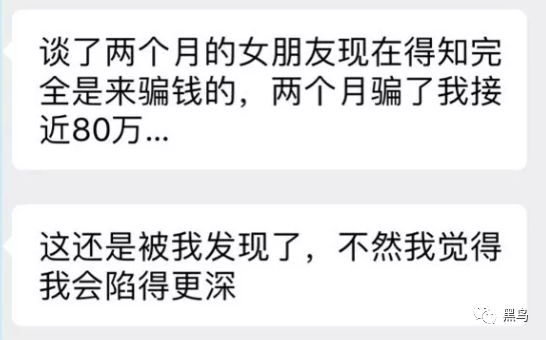 谈了两个月的女朋友现在得知完
全是来骗钱的，两个月骗了我接
近80万...
这还是被我发现了，不然我觉得
我会陷得更深
黑鸟